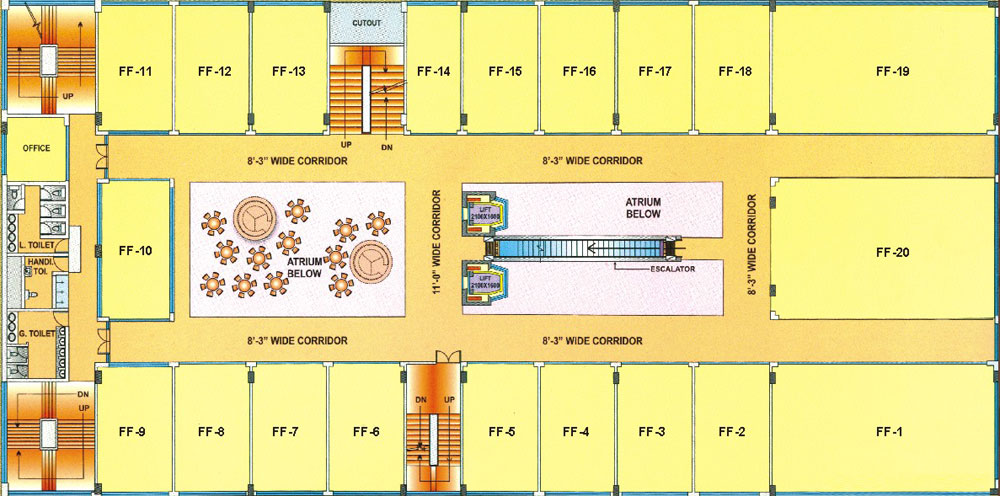 CUTOUT
FF-11
FF-12
FF-13
FF-14
FF-15
FF-16
FF-17
FF-18
FF-19
UP
UP
UP
DN
OFFICE
8'-3" WIDE CORRIDOR
8'-3" WIDE CORRIDOR
L. TOILET
HANDI.
TOI.
G. TOILET
FF-10
ATRIUM
BELOW
11'-0" WIDE CORRIDOR
LIFT
2100X1600
LIFT
2100X1600
ATRIUM
BELOW
ESCALATOR
8'-3" WIDE CORRIDOR
FF-20
8'-3" WIDE CORRIDOR
8'-3" WIDE CORRIDOR
DN
UP
DN
UP
FF-9
FF-8
FF-7
FF-6
FF-5
FF-4
FF-3
FF-2
FF-1